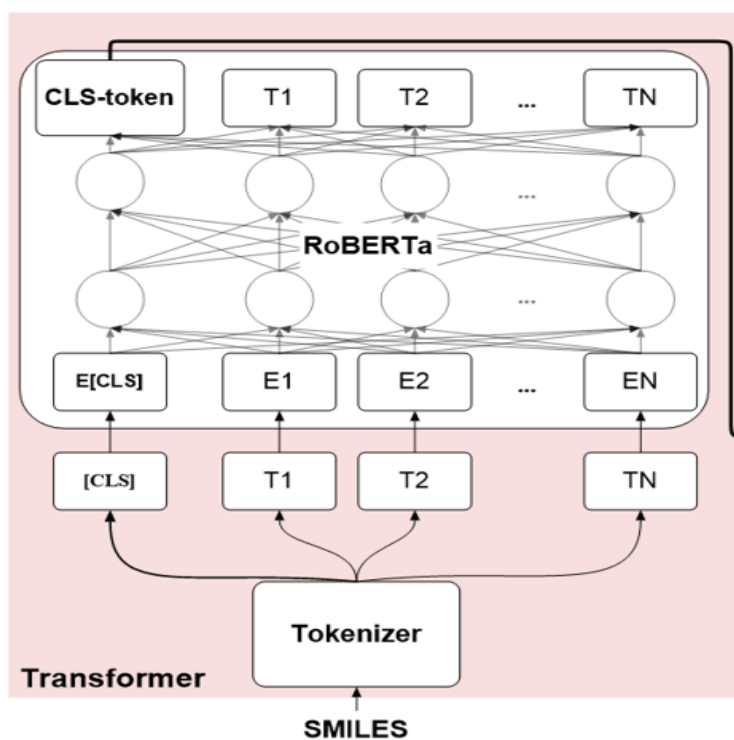 CLS-token T1 T2 ... TN
...
RoBERTa
...
E[CLS] E1 E2 ... EN
[CLS] T1 T2 TN
Tokenizer
Transformer
SMILES